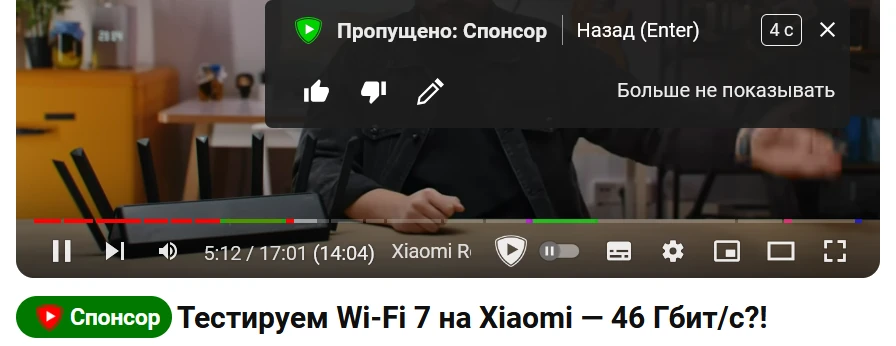 Пропущено: Спонсор
Назад (Enter)
4 с
Больше не показывать
5:12 / 17:01 (14:04)
Xiaomi
Спонсор
Тестируем Wi-Fi 7 на Xiaomi — 46 Гбит/с?!